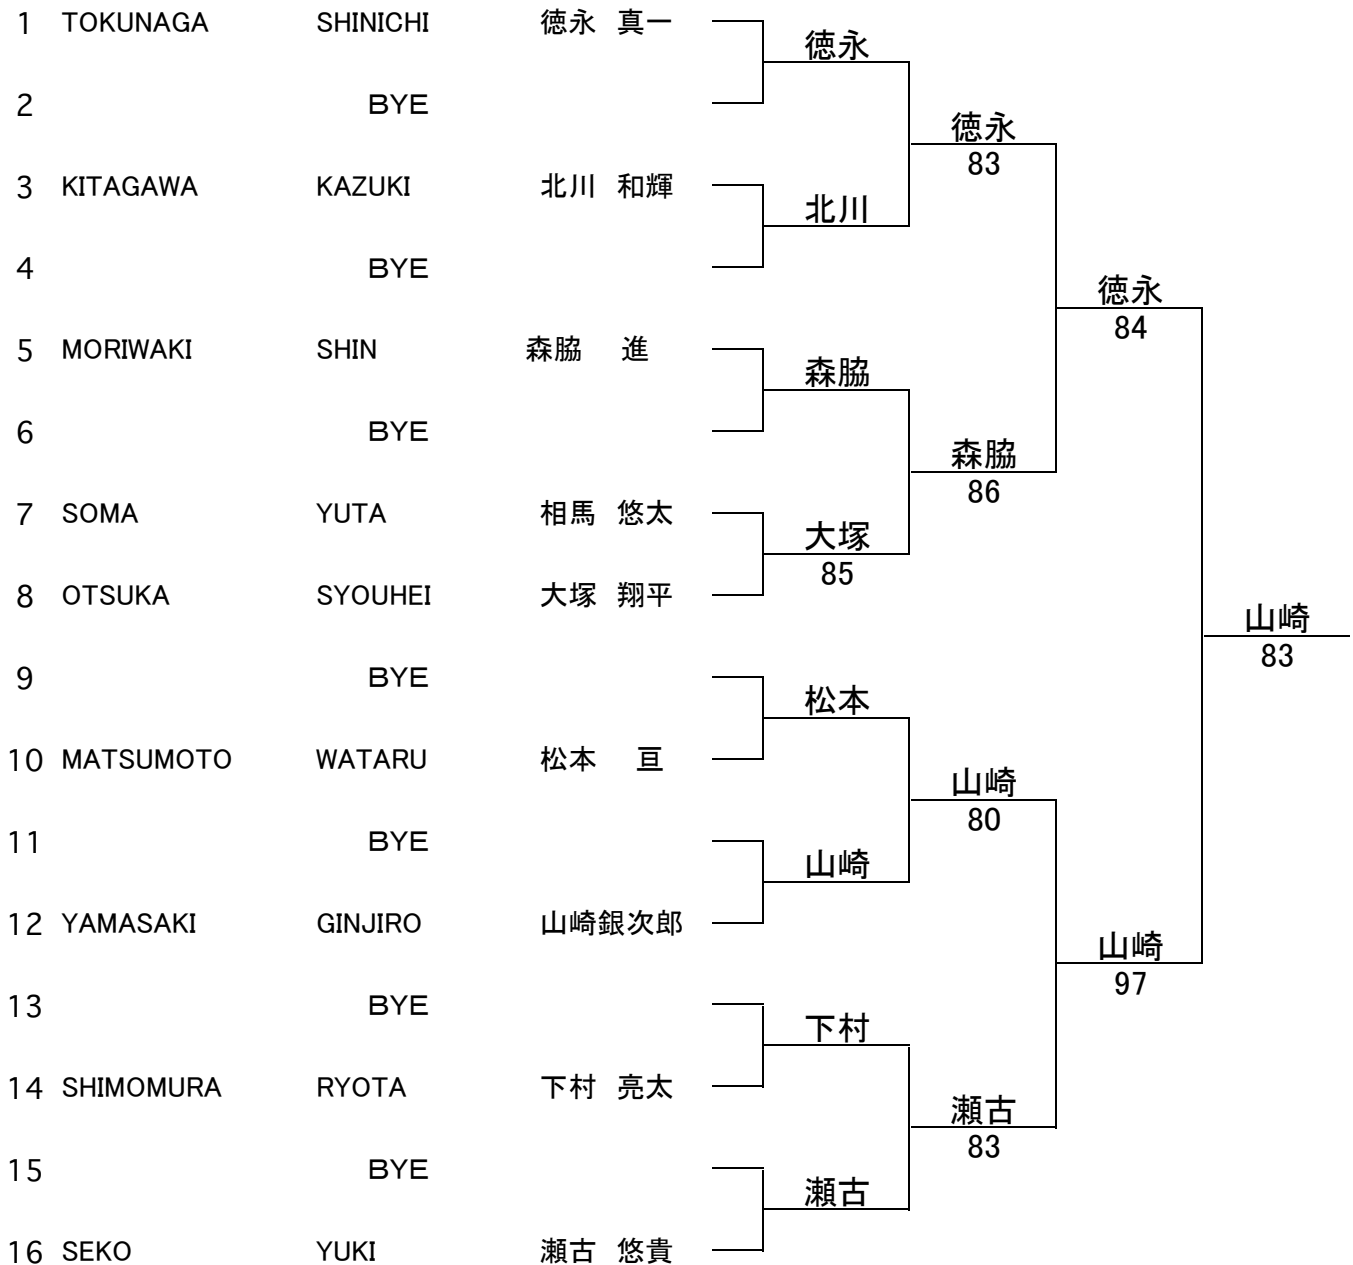 1 TOKUNAGA SHINICHI 徳永 真一
徳永
2 BYE
徳永
83
3 KITAGAWA KAZUKI 北川 和輝
北川
4 BYE
徳永
84
5 MORIWAKI SHIN 森脇 進
森脇
6 BYE
森脇
86
7 SOMA YUTA 相馬 悠太
大塚
85
8 OTSUKA SYOUHEI 大塚 翔平
山崎
83
9 BYE
松本
10 MATSUMOTO WATARU 松本 亘
山崎
80
11 BYE
山崎
12 YAMASAKI GINJIRO 山崎銀次郎
山崎
97
13 BYE
下村
14 SHIMOMURA RYOTA 下村 亮太
瀬古
83
15 BYE
瀬古
16 SEKO YUKI 瀬古 悠貴